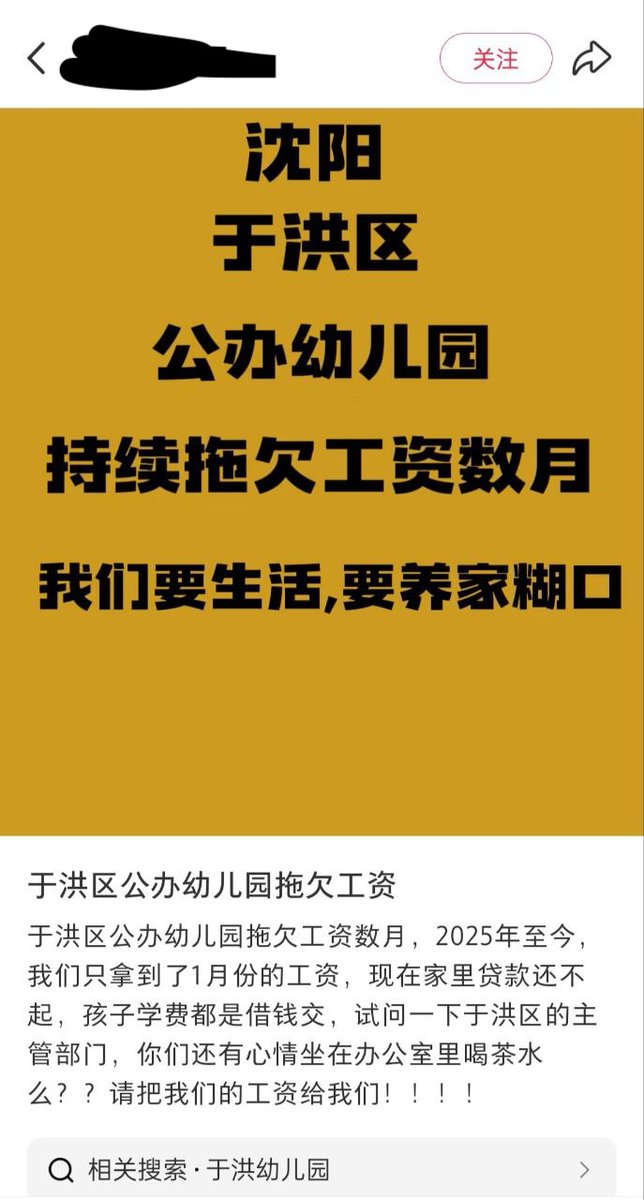 关注
沈阳
于洪区
公办幼儿园
持续拖欠工资数月
我们要生活,要养家糊口
于洪区公办幼儿园拖欠工资
于洪区公办幼儿园拖欠工资数月，2025年至今，
我们只拿到了1月份的工资，现在家里贷款还不
起，孩子学费都是借钱交，试问一下于洪区的主
管部门，你们还有心情坐在办公室里喝茶水
么？？请把我们的工资给我们！！！！
相关搜索·于洪幼儿园